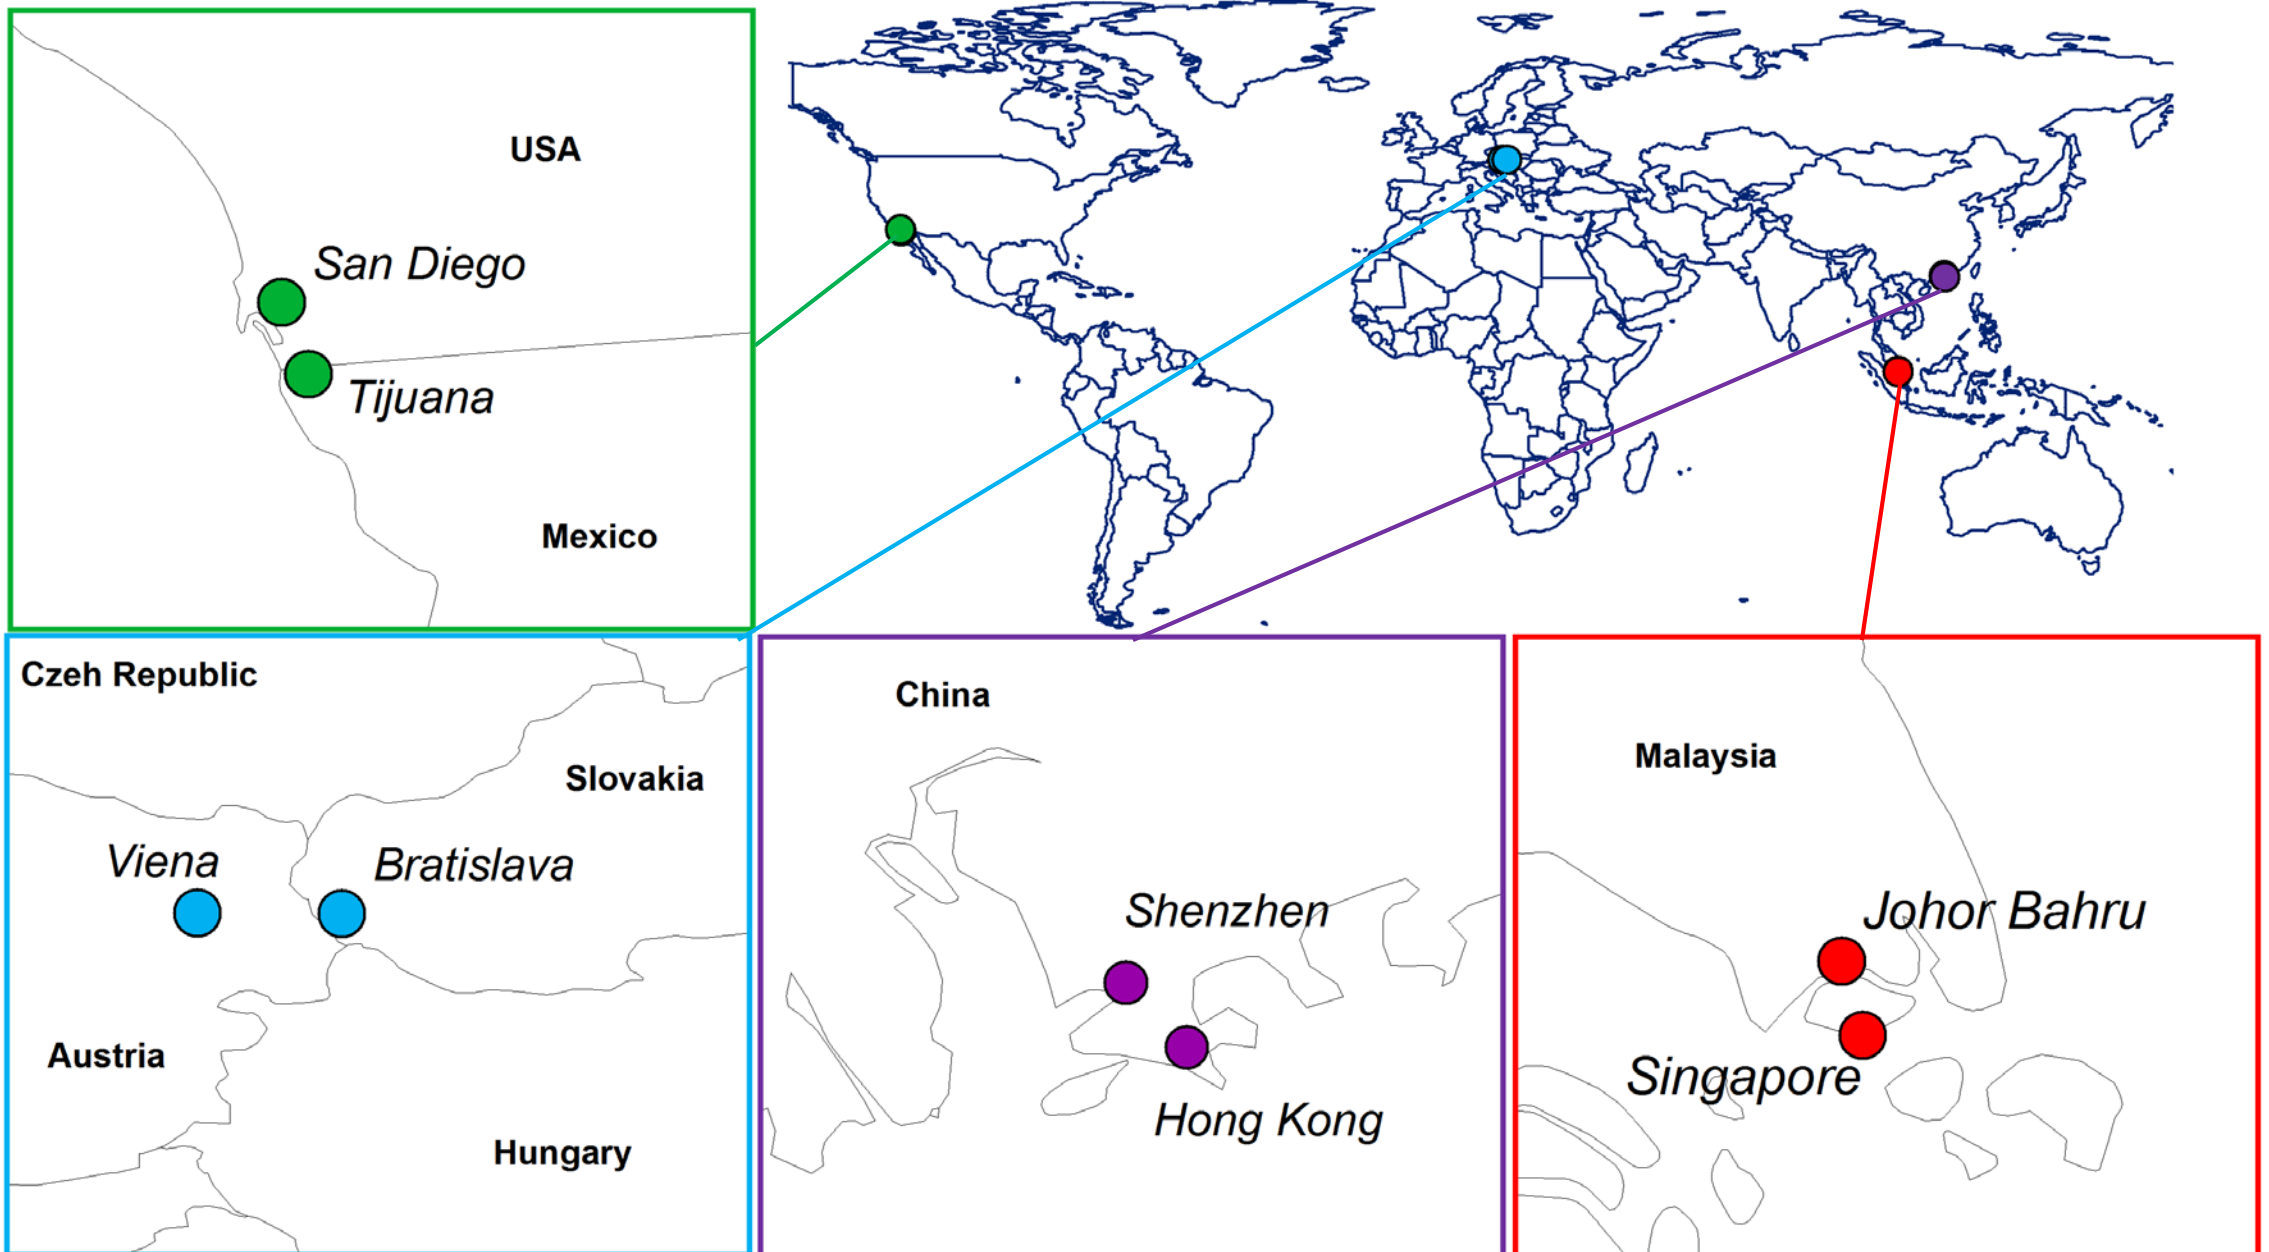 USA
San Diego
Tijuana
Mexico
Czeh Republic
Slovakia
Viena
Bratislava
Austria
Hungary
China
Shenzhen
Hong Kong
Malaysia
Johor Bahru
Singapore